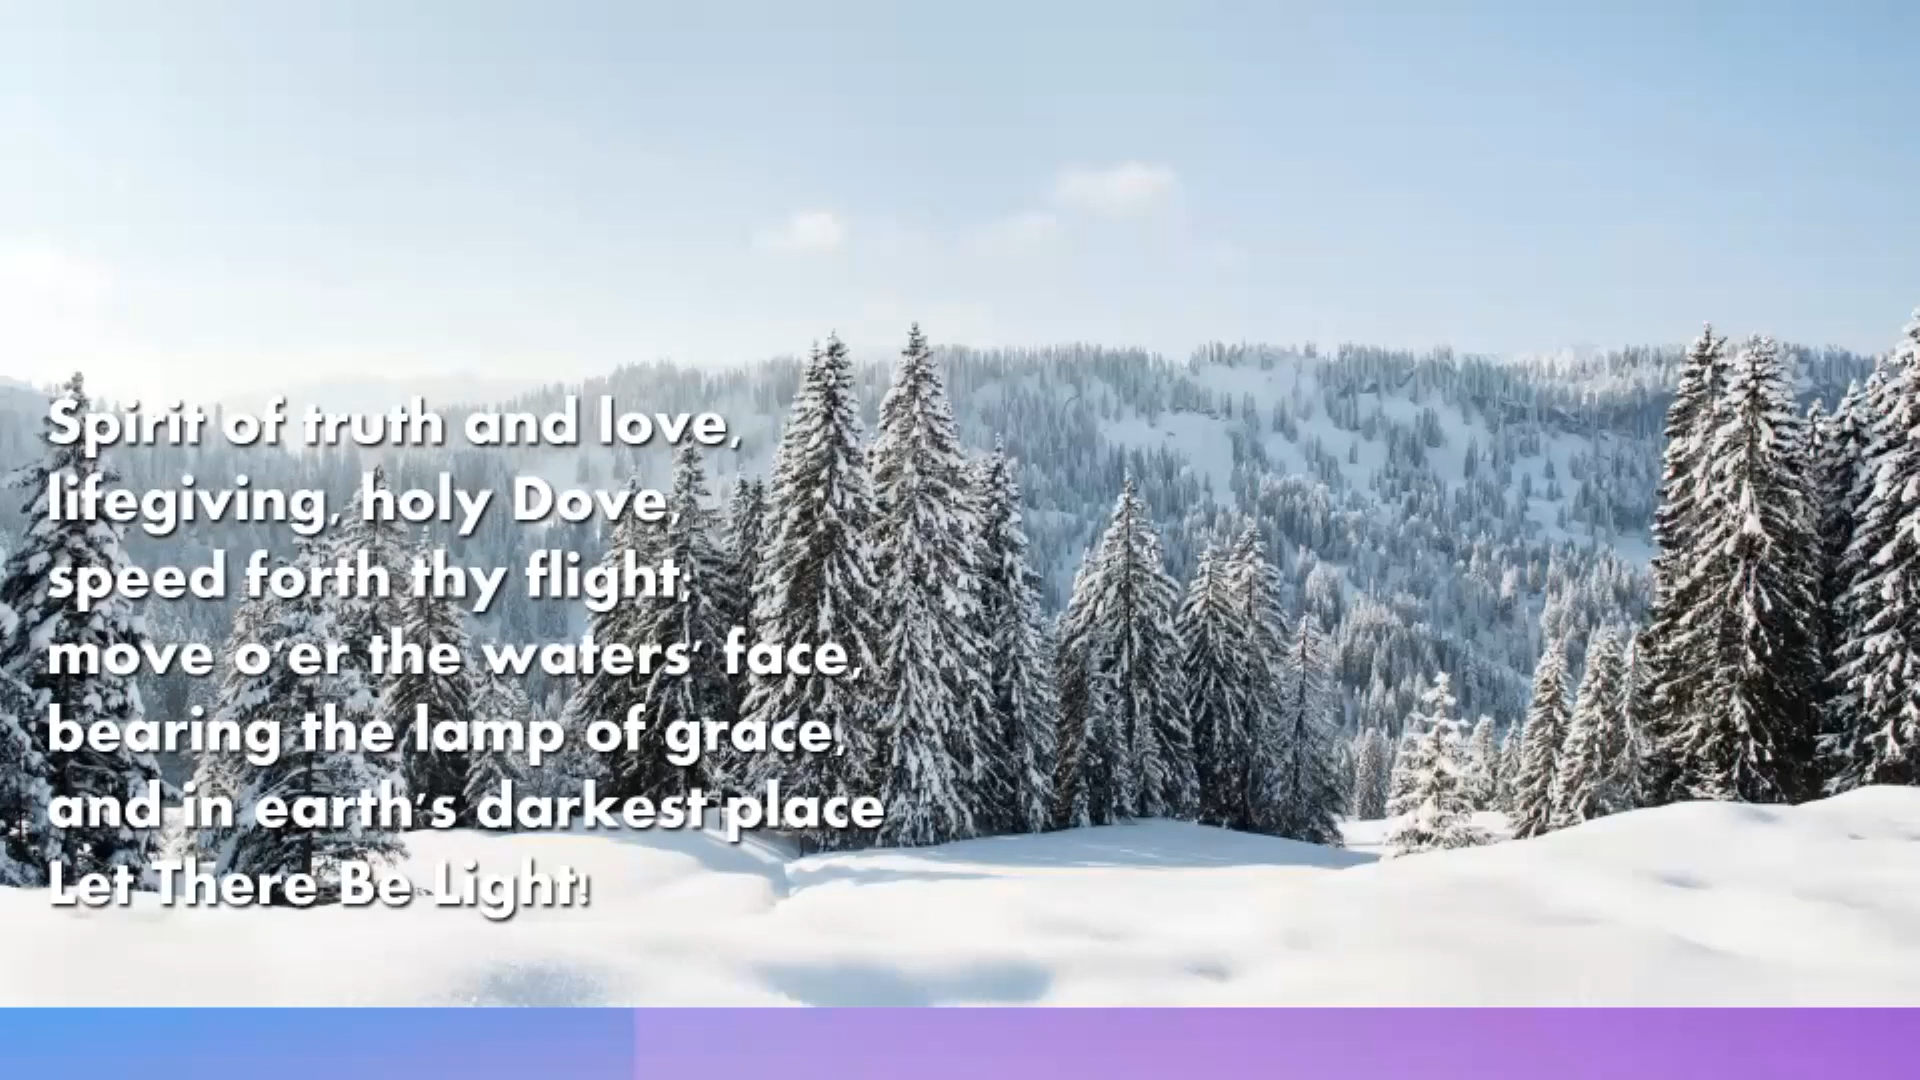 Spirit of truth and love,
lifegiving, holy Dove,
speed forth thy flight;
move o'er the waters' face,
bearing the lamp of grace,
and in earth's darkest place
Let There Be Light!